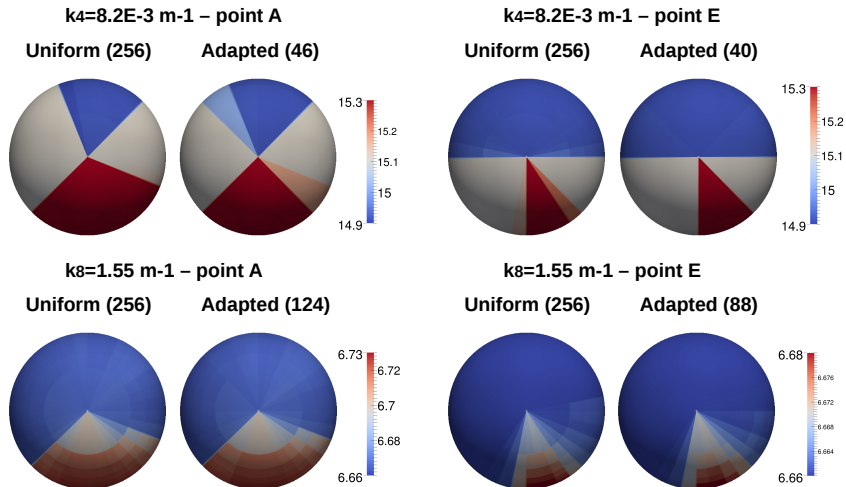 k4=8.2E-3 m-1 – point A
Uniform (256) Adapted (46)
15.3
15.2
15.1
15
14.9
k4=8.2E-3 m-1 – point E
Uniform (256) Adapted (40)
15.3
15.2
15.1
15
14.9
k8=1.55 m-1 – point A
Uniform (256) Adapted (124)
6.73
6.72
6.7
6.68
6.66
k8=1.55 m-1 – point E
Uniform (256) Adapted (88)
6.68
6.676
6.672
6.668
6.664
6.66